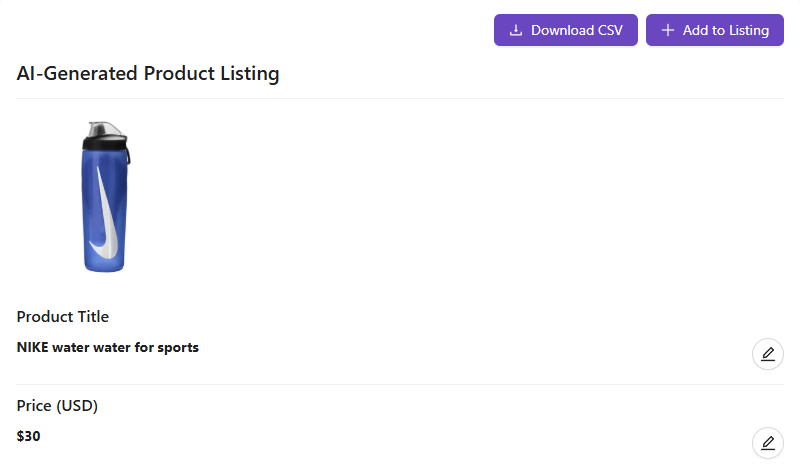 Download CSV
Add to Listing
AI-Generated Product Listing
Product Title
NIKE water water for sports
Price (USD)
$30